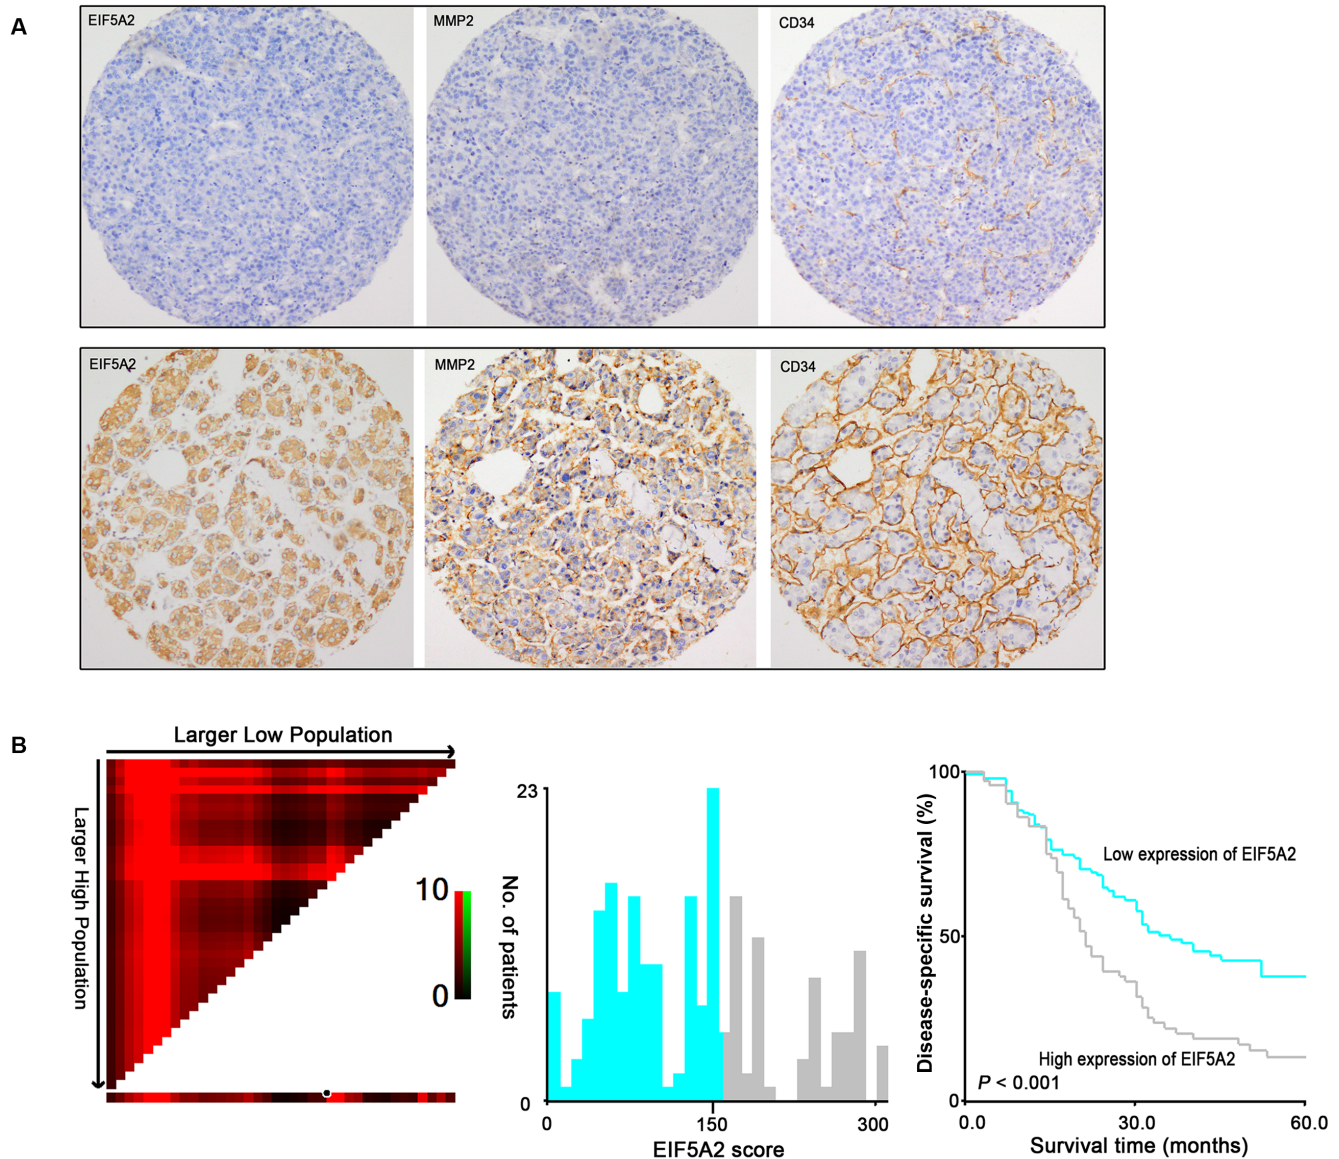 A
EIF5A2
MMP2
CD34
EIF5A2
MMP2
CD34
B
Larger Low Population
Larger High Population
10
0
23
0
No. of patients
0
150
300
EIF5A2 score
100
50
0
Disease-specific survival (%)
Low expression of EIF5A2
High expression of EIF5A2
P < 0.001
0.0
30.0
60.0
Survival time (months)